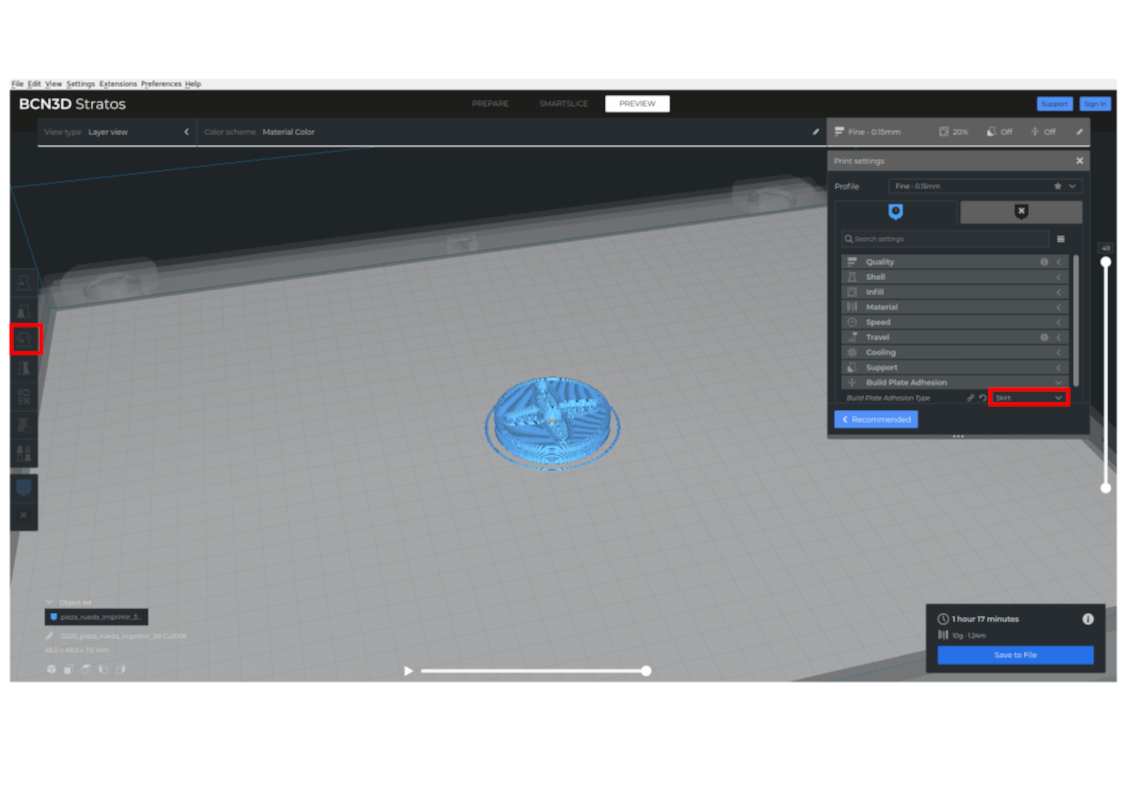 File Edit View Settings Extensions Preferences Help
BCN3D Stratos
PREPARE SMARTSLICE PREVIEW
Support Sign in
View type Layer view
Color scheme Material Color
Fine - 0.15mm 20% Off Off
Print settings
Profile Fine - 0.15mm
Search settings
48
Quality
Shell
Infill
Material
Speed
Travel
Cooling
Support
Build Plate Adhesion
Build Plate Adhesion Type Skirt
Recommended
Object list
pieza_rueda_imprimir_3...
48.0 x 48.0 x 7.5 mm
1 hour 17 minutes
10g · 1.24m
Save to File